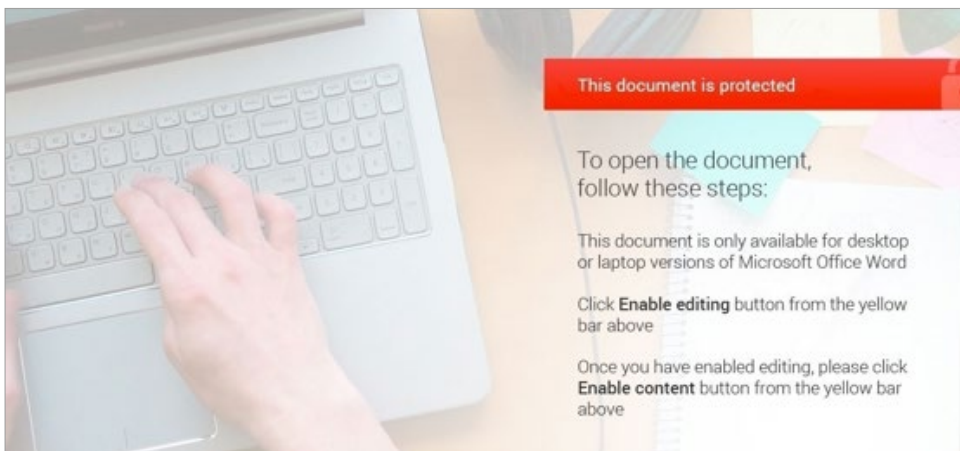 This document is protected
To open the document,
follow these steps:
This document is only available for desktop
or laptop versions of Microsoft Office Word
Click Enable editing button from the yellow
bar above
Once you have enabled editing, please click
Enable content button from the yellow bar
above